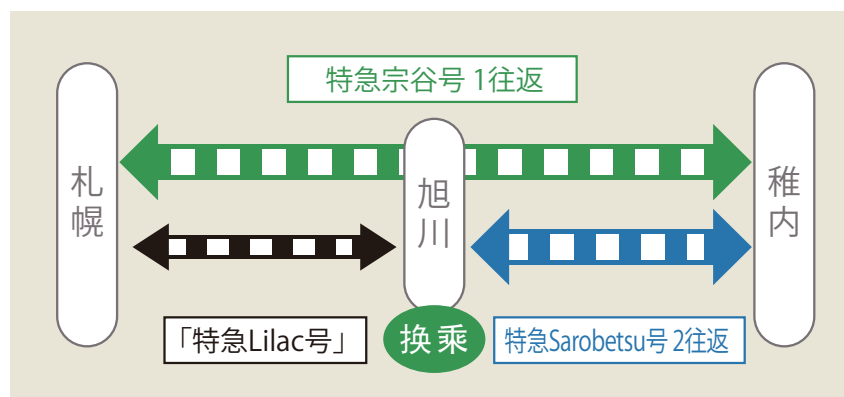 特急宗谷号 1往返
札幌
旭川
稚内
「特急Lilac号」
换乘
特急Sarobetsu号 2往返